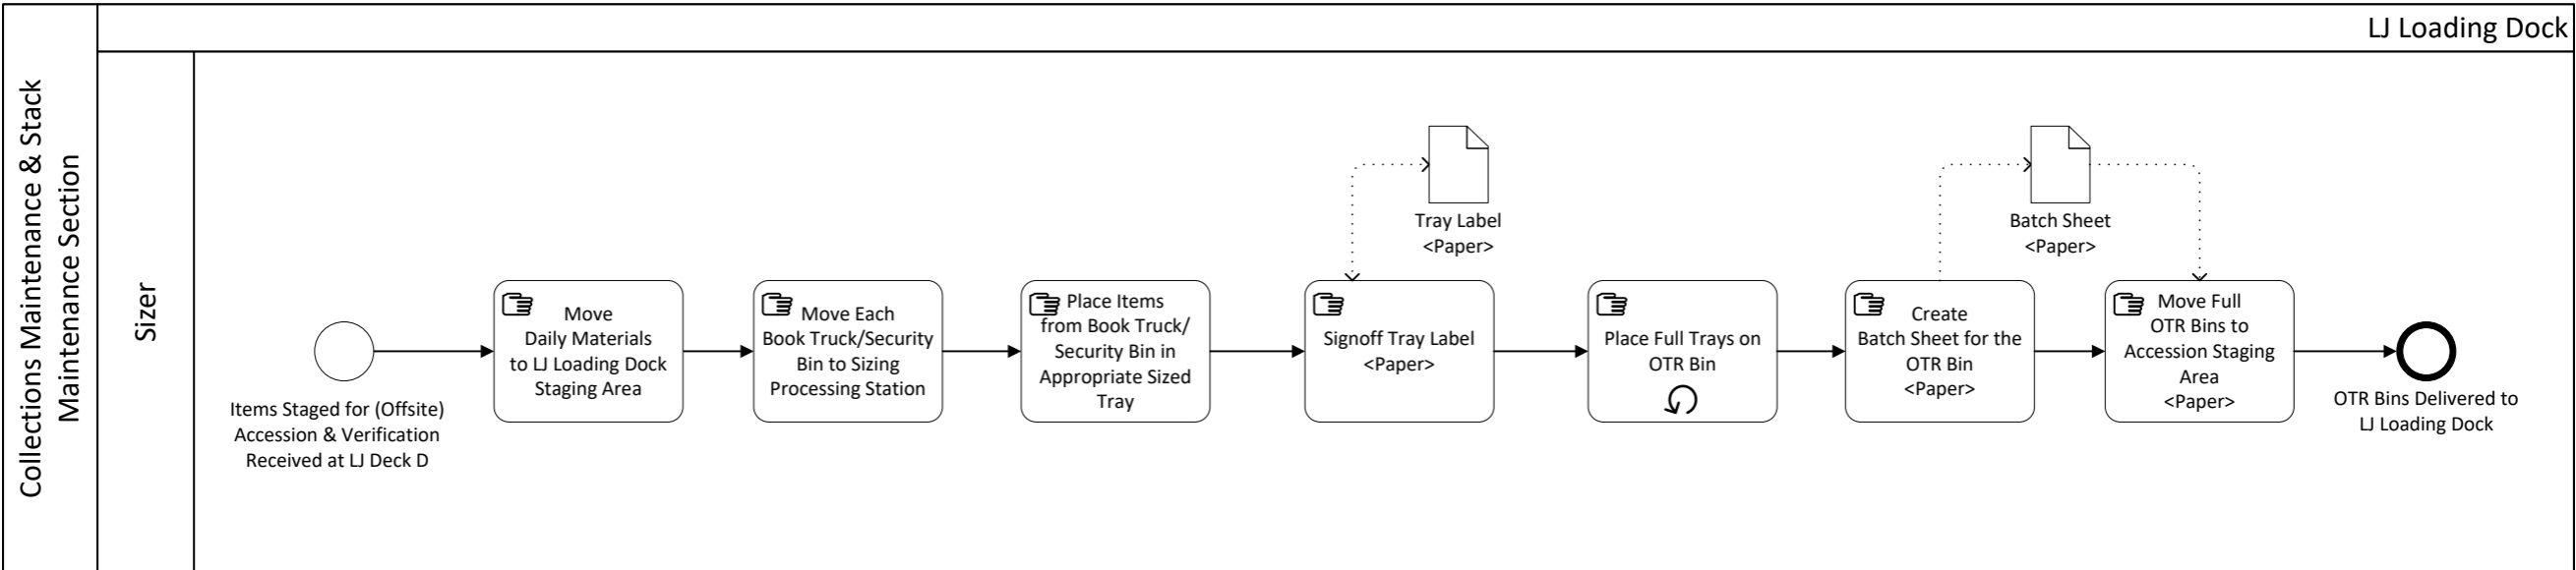 LJ Loading Dock
Collections Maintenance & Stack
Maintenance Section
Sizer
Items Staged for (Offsite)
Accession & Verification
Received at LJ Deck D
Move
Daily Materials
to LJ Loading Dock
Staging Area
Move Each
Book Truck/Security
Bin to Sizing
Processing Station
Place Items
from Book Truck/
Security Bin in
Appropriate Sized
Tray
Tray Label
<Paper>
Signoff Tray Label
<Paper>
Place Full Trays on
OTR Bin
Batch Sheet
<Paper>
Create
Batch Sheet for the
OTR Bin
<Paper>
Move Full
OTR Bins to
Accession Staging
Area
<Paper>
OTR Bins Delivered to
LJ Loading Dock